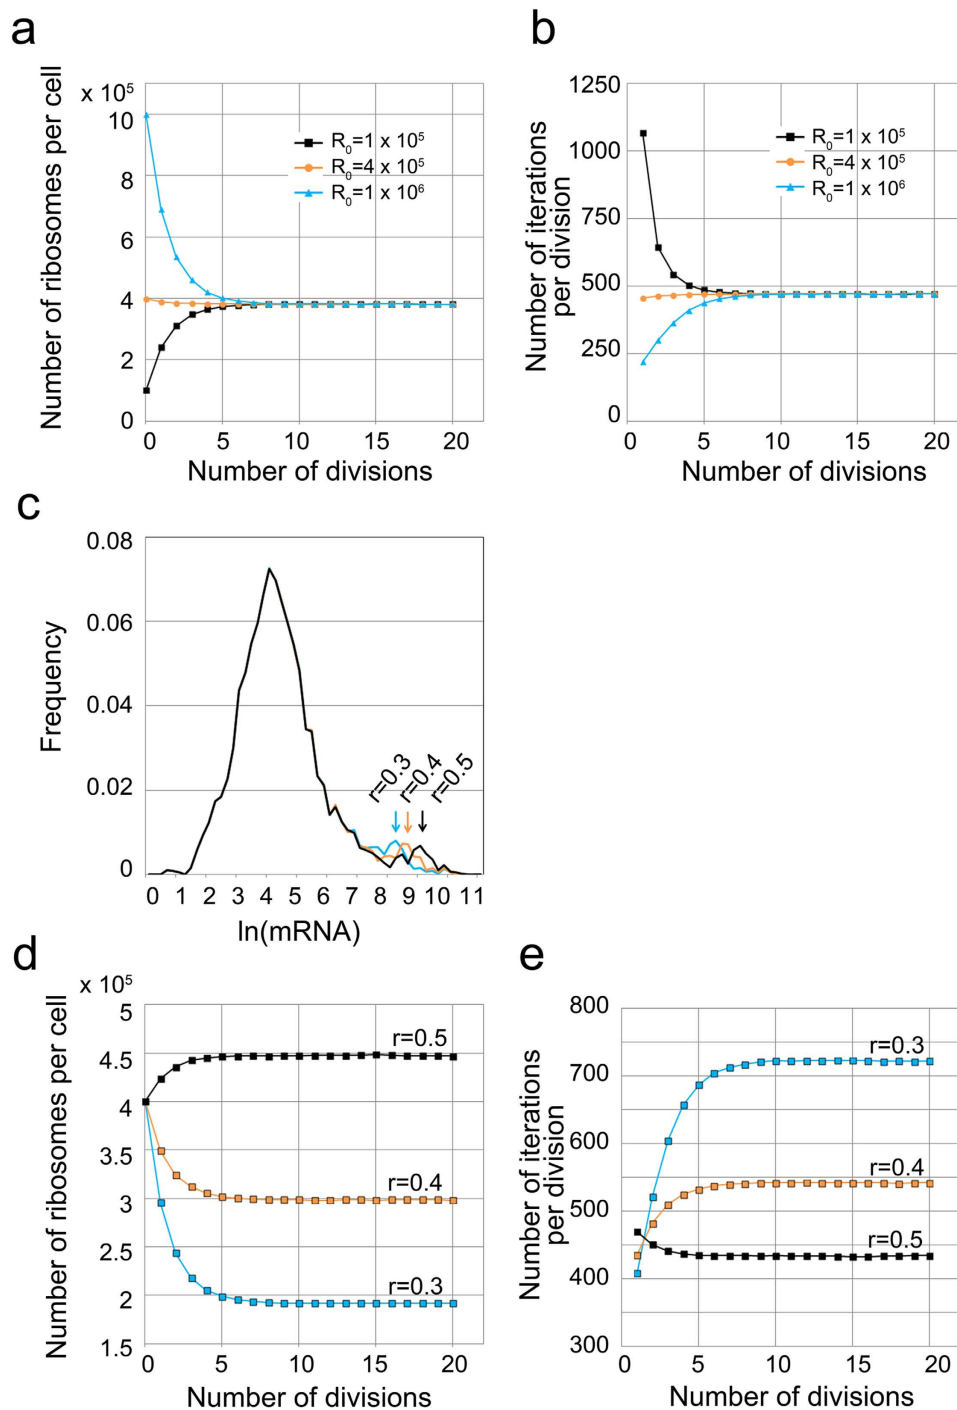 a
x 10⁵
Number of ribosomes per cell
10
8
6
4
2
0
R₀=1 x 10⁵
R₀=4 x 10⁵
R₀=1 x 10⁶
0 5 10 15 20
Number of divisions
b
Number of iterations
per division
1250
1000
750
500
250
0
R₀=1 x 10⁵
R₀=4 x 10⁵
R₀=1 x 10⁶
0 5 10 15 20
Number of divisions
c
Frequency
0.08
0.06
0.04
0.02
0
r=0.3
r=0.4
r=0.5
0 1 2 3 4 5 6 7 8 9 10 11
ln(mRNA)
d
x 10⁵
Number of ribosomes per cell
5
4.5
4
3.5
3
2.5
2
1.5
r=0.5
r=0.4
r=0.3
0 5 10 15 20
Number of divisions
e
Number of iterations
per division
800
700
600
500
400
300
r=0.3
r=0.4
r=0.5
0 5 10 15 20
Number of divisions